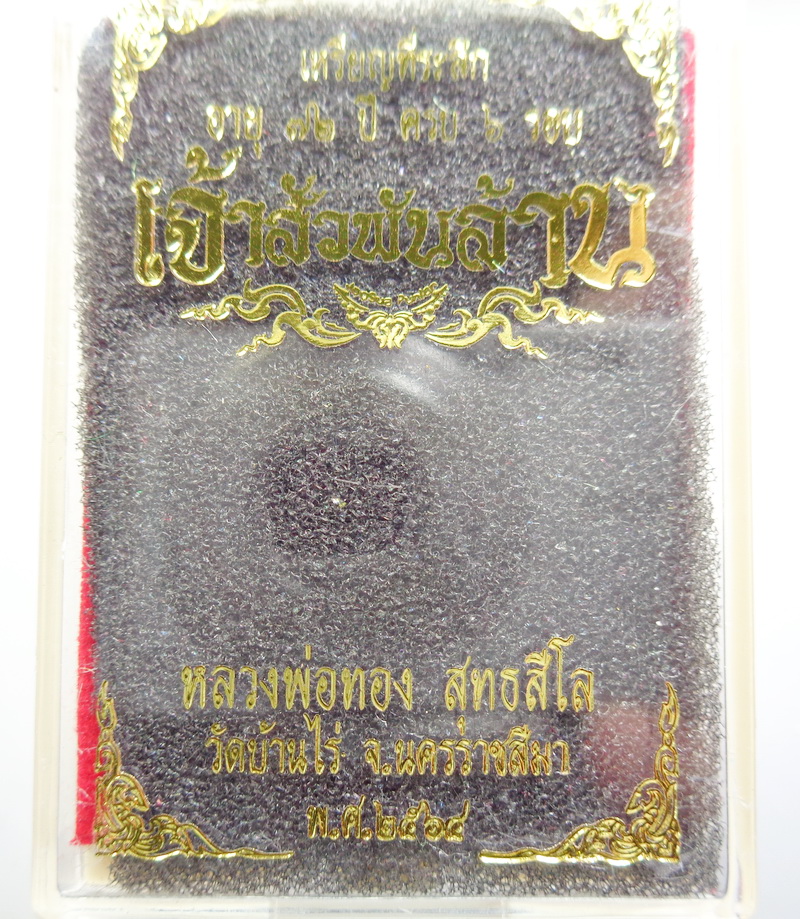 เหรียญที่ระลึก
อายุ ๗๒ ปี ครบ ๖ รอบ
เจ้าสัวพันล้าน
หลวงพ่อทอง สุทธสีโล
วัดบ้านไร่ จ.นครราชสีมา
พ.ศ.๒๕๖๔